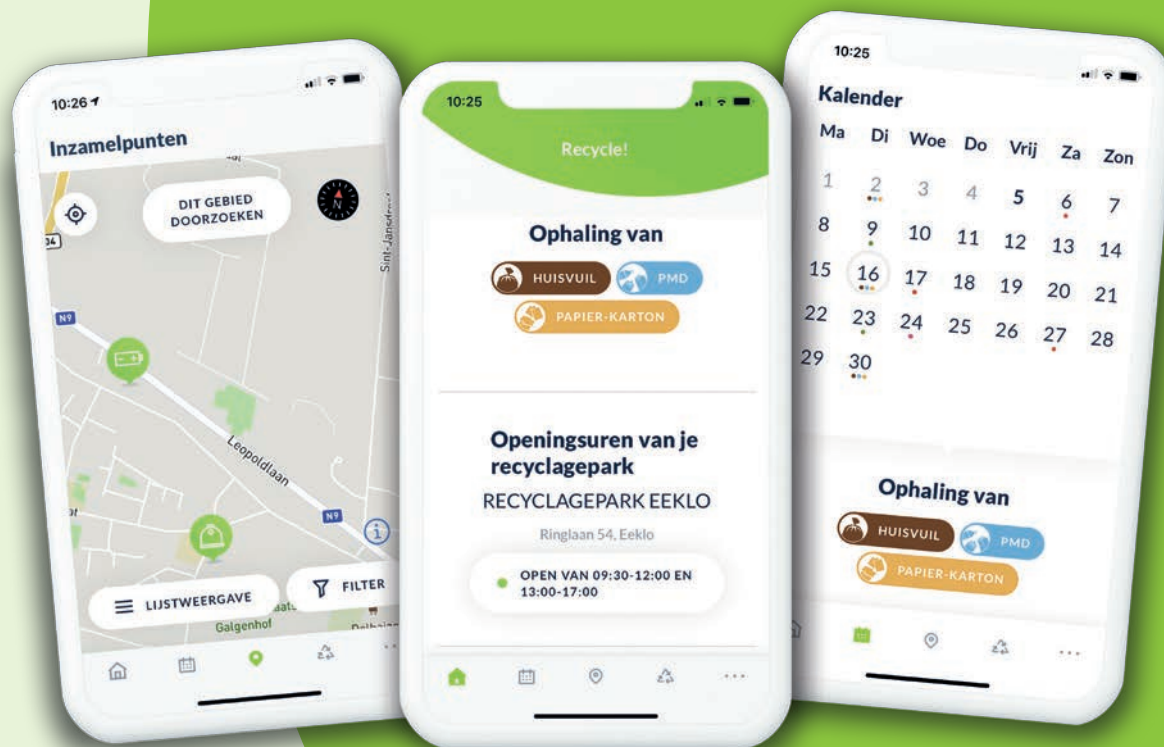 10:26
Inzamelpunten
DIT GEBIED
DOORZOEKEN
N
Sint-Jansdreef
N9
Leopoldlaan
N9
i
LIJSTWEERGAVE
FILTER
Galgenhof
10:25
Recycle!
Ophaling van
HUISVUIL
PMD
PAPIER-KARTON
Openingsuren van je
recyclagepark
RECYCLAGEPARK EEKLO
Ringlaan 54, Eeklo
OPEN VAN 09:30-12:00 EN
13:00-17:00
10:25
Kalender
Ma Di Woe Do Vrij Za Zon
1 2 3 4 5 6 7
8 9 10 11 12 13 14
15 16 17 18 19 20 21
22 23 24 25 26 27 28
29 30
Ophaling van
HUISVUIL
PMD
PAPIER-KARTON